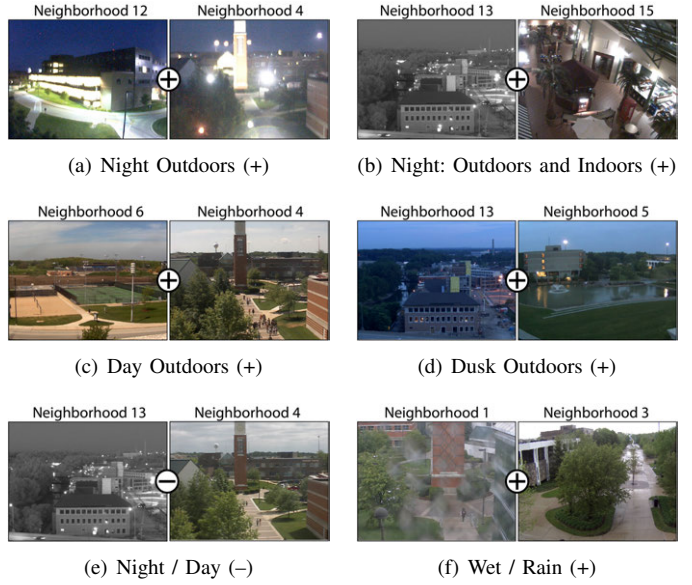 Neighborhood 12 Neighborhood 4
(a) Night Outdoors (+)
Neighborhood 13 Neighborhood 15
(b) Night: Outdoors and Indoors (+)
Neighborhood 6 Neighborhood 4
(c) Day Outdoors (+)
Neighborhood 13 Neighborhood 5
(d) Dusk Outdoors (+)
Neighborhood 13 Neighborhood 4
(e) Night / Day (–)
Neighborhood 1 Neighborhood 3
(f) Wet / Rain (+)